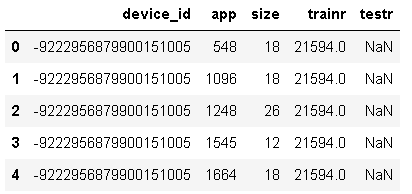 device_id app size trainr testr
0 -9222956879900151005 548 18 21594.0 NaN
1 -9222956879900151005 1096 18 21594.0 NaN
2 -9222956879900151005 1248 26 21594.0 NaN
3 -9222956879900151005 1545 12 21594.0 NaN
4 -9222956879900151005 1664 18 21594.0 NaN